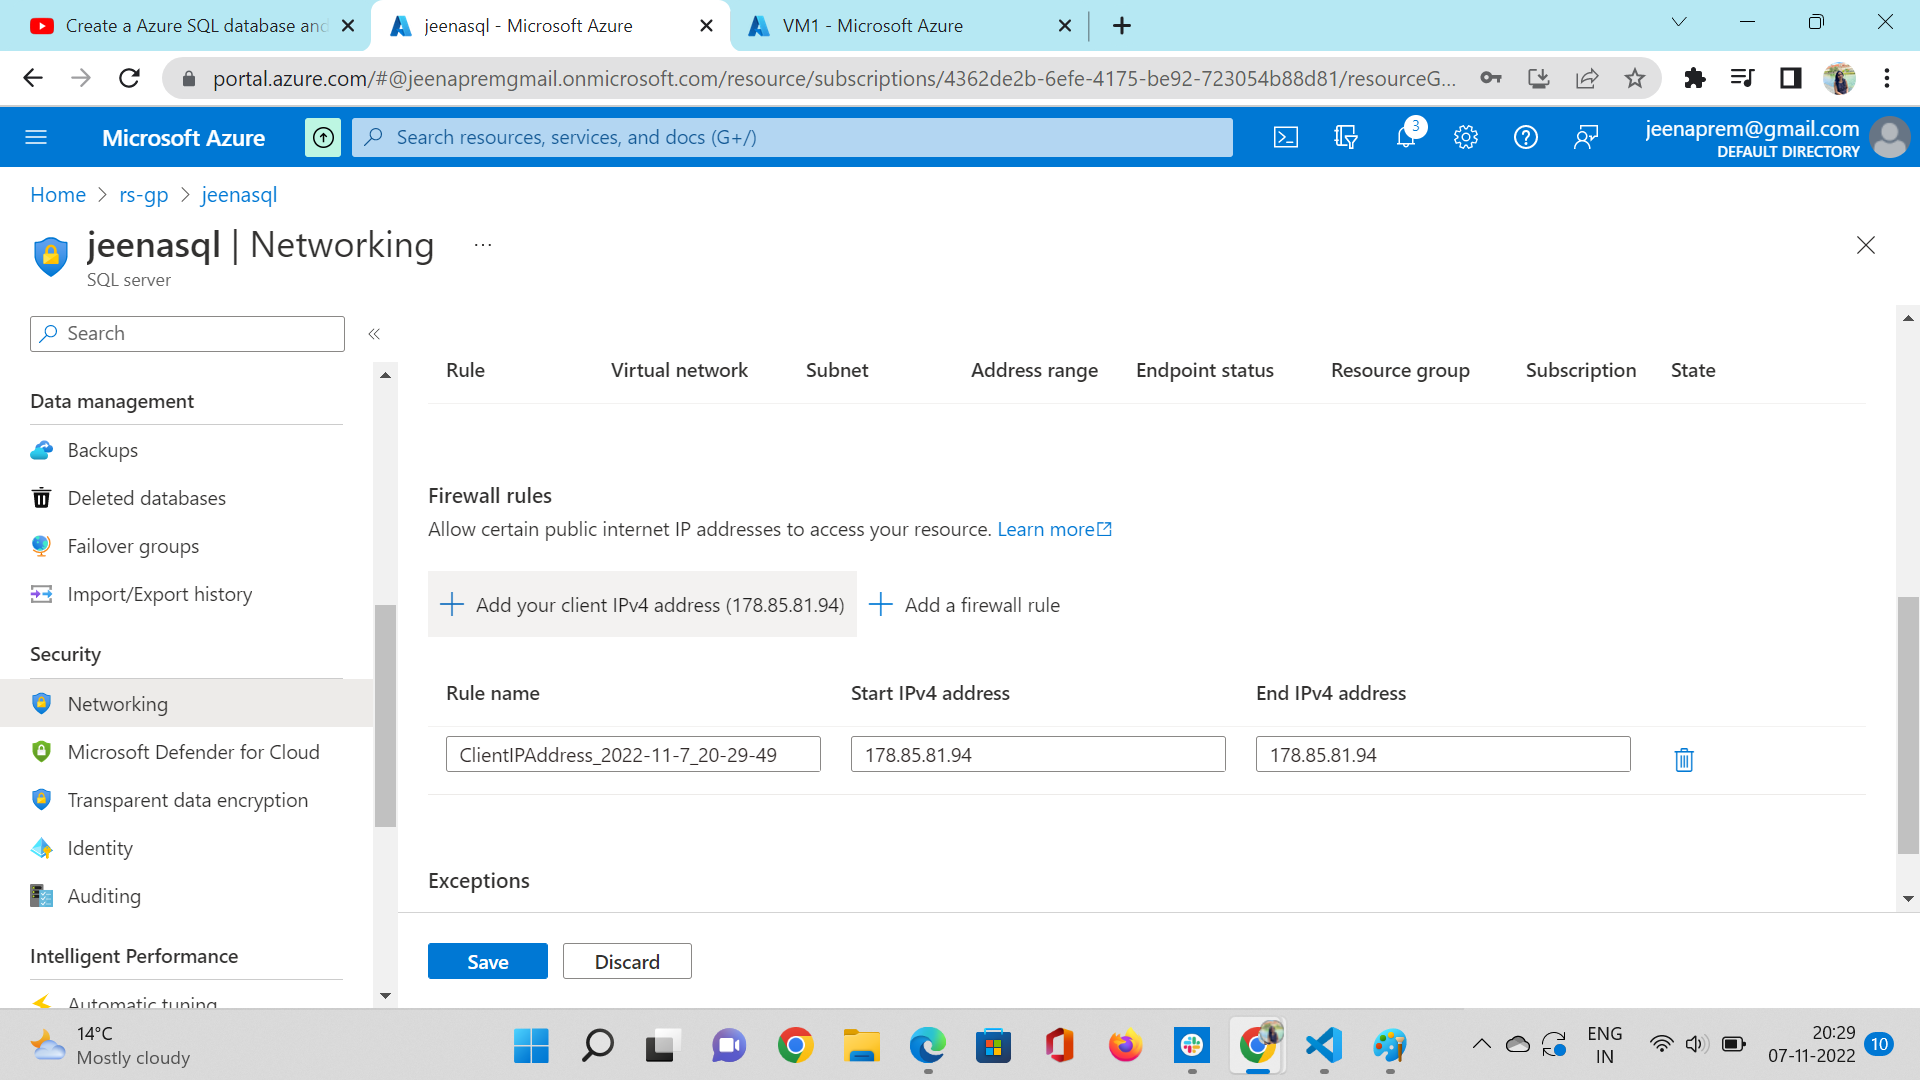 Create a Azure SQL database and
jeenasql - Microsoft Azure
VM1 - Microsoft Azure
portal.azure.com/#@jeenapremgmail.onmicrosoft.com/resource/subscriptions/4362de2b-6efe-4175-be92-723054b88d81/resourceG...
Microsoft Azure
Search resources, services, and docs (G+/)
3
jeenaprem@gmail.com
DEFAULT DIRECTORY
Home > rs-gp > jeenasql
jeenasql | Networking ...
SQL server
Search
«
Data management
Backups
Deleted databases
Failover groups
Import/Export history
Security
Networking
Microsoft Defender for Cloud
Transparent data encryption
Identity
Auditing
Intelligent Performance
Automatic tuning
Rule Virtual network Subnet Address range Endpoint status Resource group Subscription State
Firewall rules
Allow certain public internet IP addresses to access your resource. Learn more
+ Add your client IPv4 address (178.85.81.94) + Add a firewall rule
Rule name Start IPv4 address End IPv4 address
ClientIPAddress_2022-11-7_20-29-49 178.85.81.94 178.85.81.94
Exceptions
Save Discard
14°C
Mostly cloudy
ENG
IN
20:29
07-11-2022
10